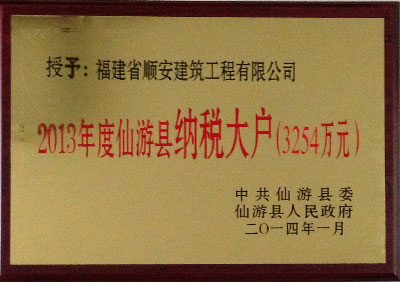 授予：福建省顺安建筑工程有限公司
2013年度仙游县纳税大户(3254万元)
中共仙游县委
仙游县人民政府
二〇一四年一月